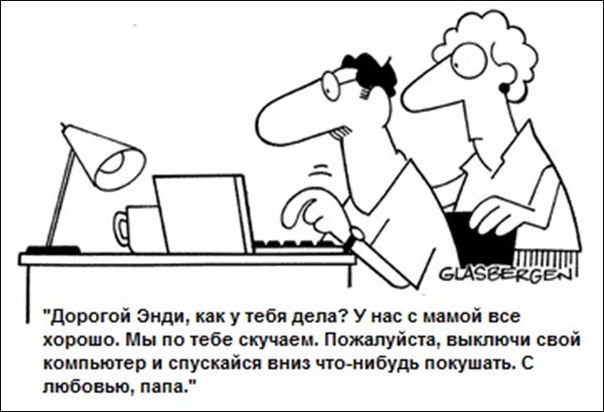 GLASBERGEN
"Дорогой Энди, как у тебя дела? У нас с мамой все
хорошо. Мы по тебе скучаем. Пожалуйста, выключи свой
компьютер и спускайся вниз что-нибудь покушать. С
любовью, папа."